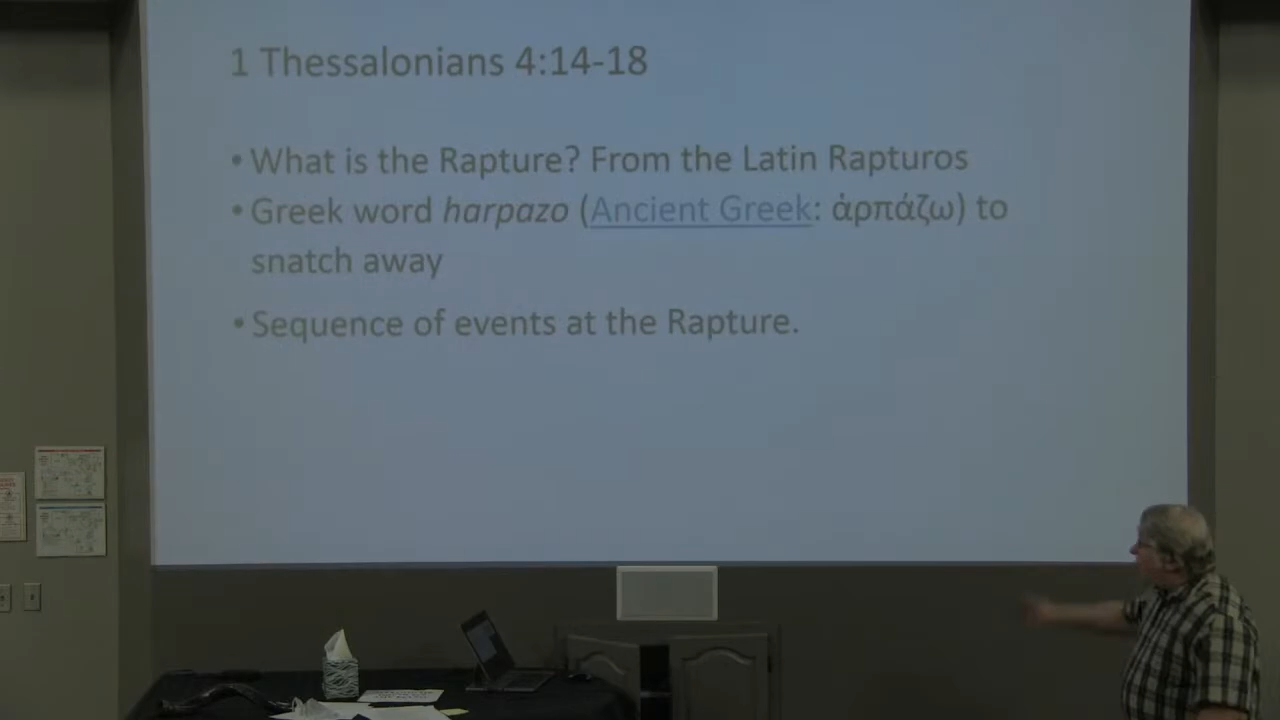 1 Thessalonians 4:14-18
• What is the Rapture? From the Latin Rapturos
• Greek word harpazo (Ancient Greek: ἁρπάζω) to
snatch away
• Sequence of events at the Rapture.